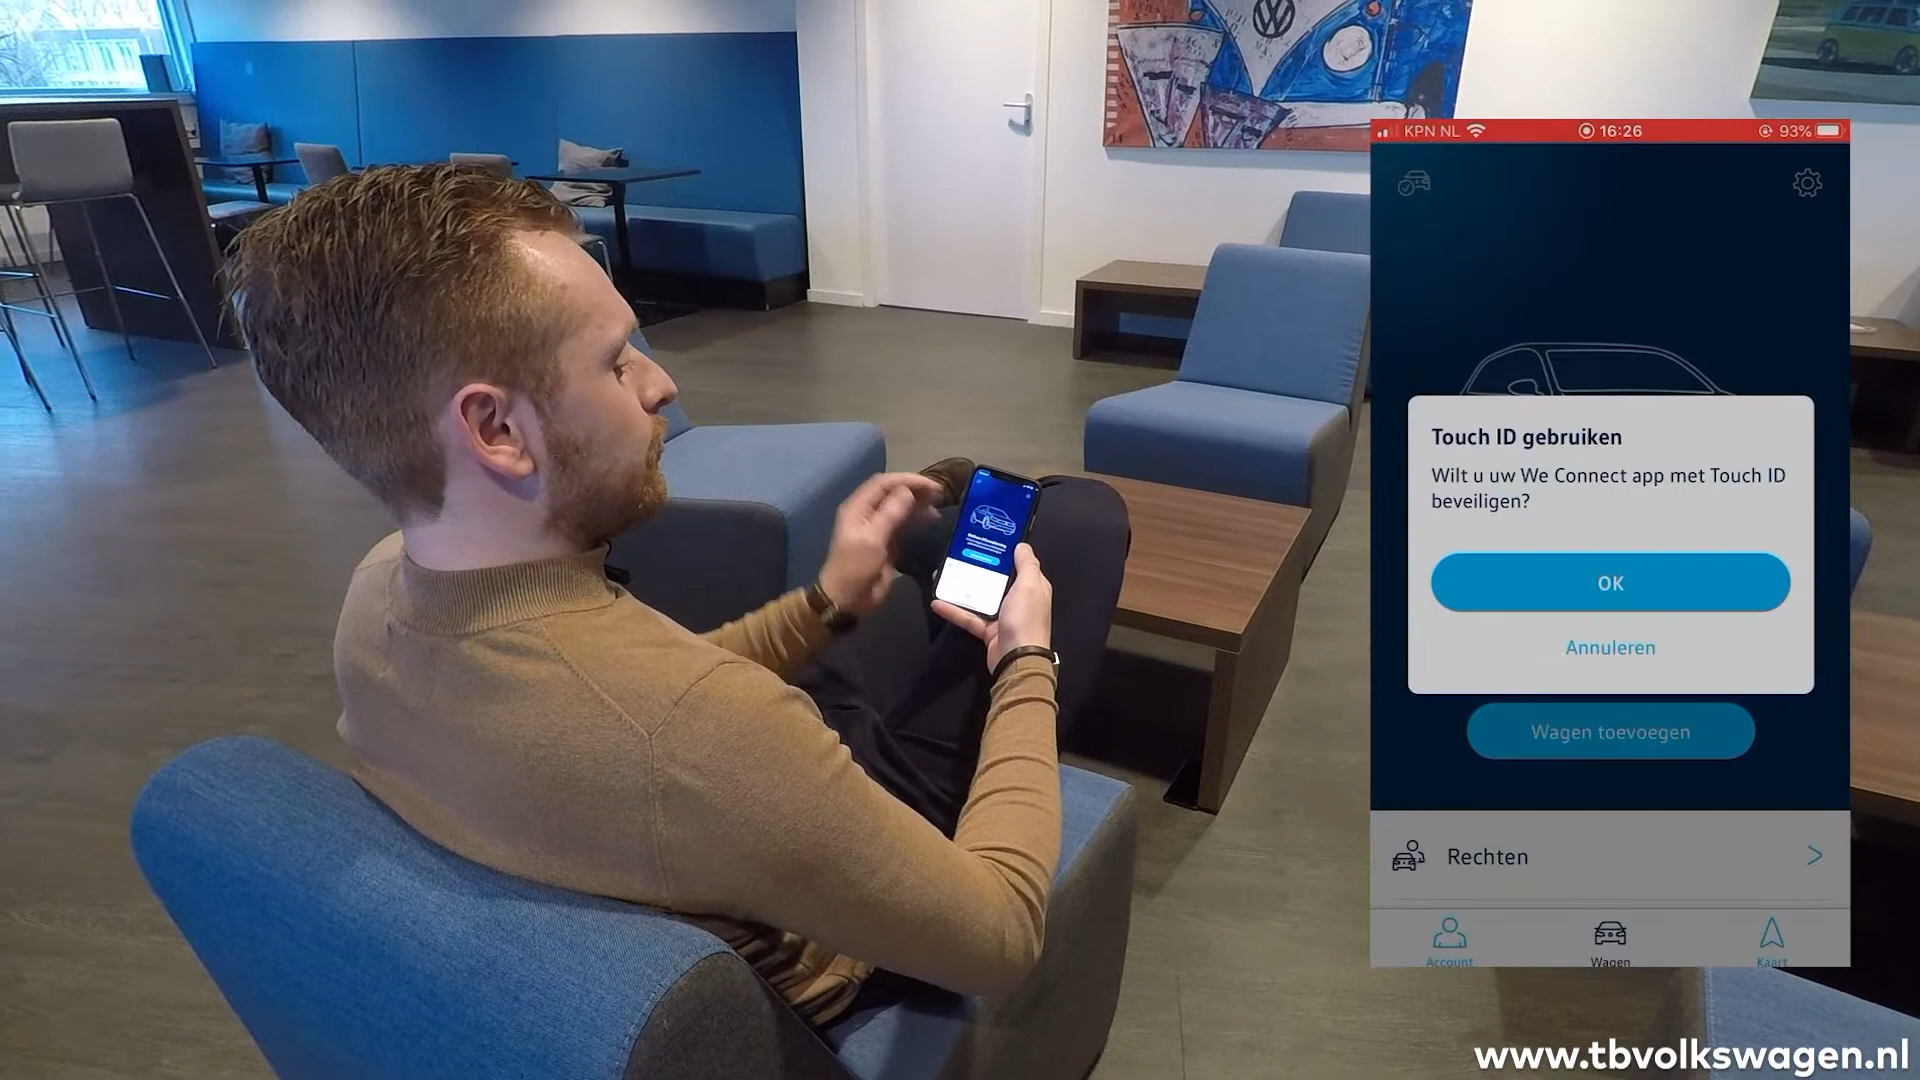 KPN NL
16:26
93%
Touch ID gebruiken
Wilt u uw We Connect app met Touch ID
beveiligen?
OK
Annuleren
Wagen toevoegen
Rechten
Account
Wagen
Kaart
www.tbvolkswagen.nl